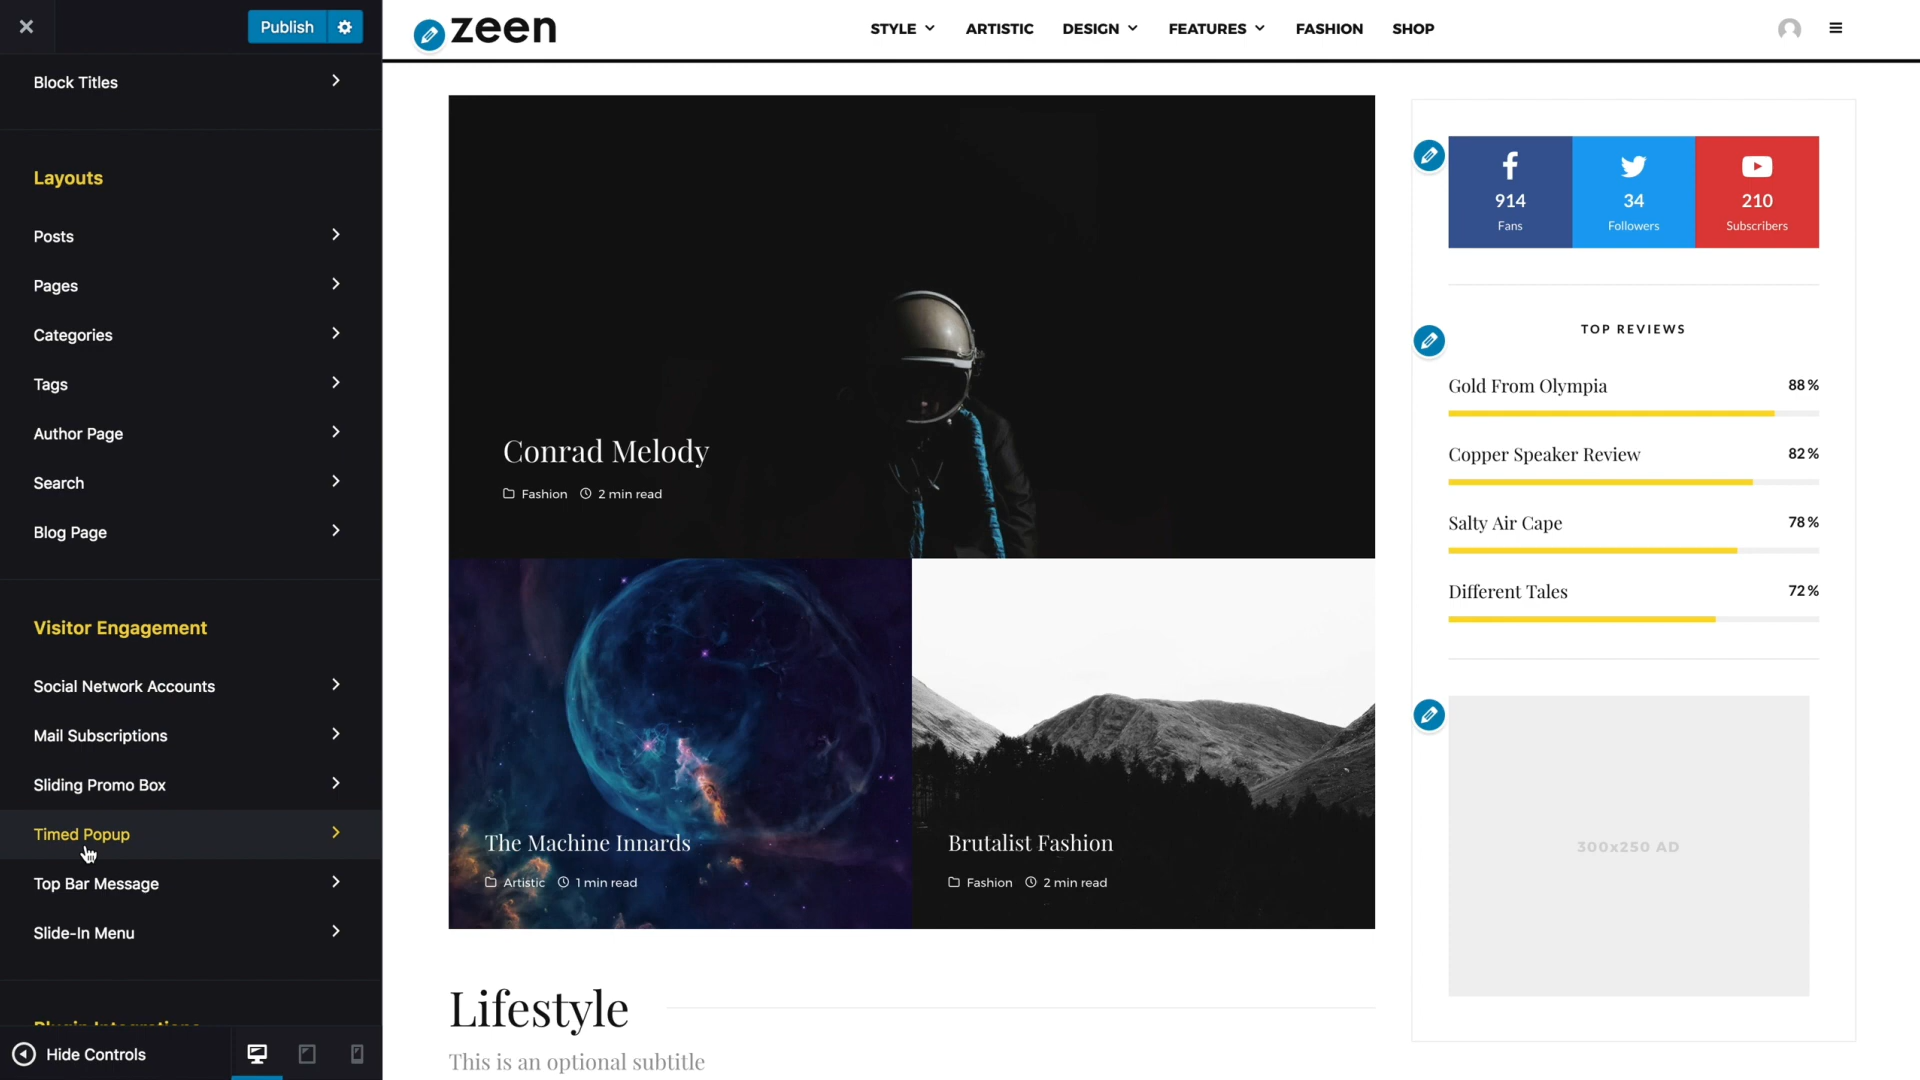 Publish
Block Titles
Layouts
Posts
Pages
Categories
Tags
Author Page
Search
Blog Page
Visitor Engagement
Social Network Accounts
Mail Subscriptions
Sliding Promo Box
Timed Popup
Top Bar Message
Slide-In Menu
Plugin Integrations
Hide Controls
zeen
STYLE
ARTISTIC
DESIGN
FEATURES
FASHION
SHOP
Conrad Melody
Fashion 2 min read
The Machine Innards
Artistic 1 min read
Brutalist Fashion
Fashion 2 min read
Lifestyle
This is an optional subtitle
914
Fans
34
Followers
210
Subscribers
TOP REVIEWS
Gold From Olympia 88%
Copper Speaker Review 82%
Salty Air Cape 78%
Different Tales 72%
300x250 AD